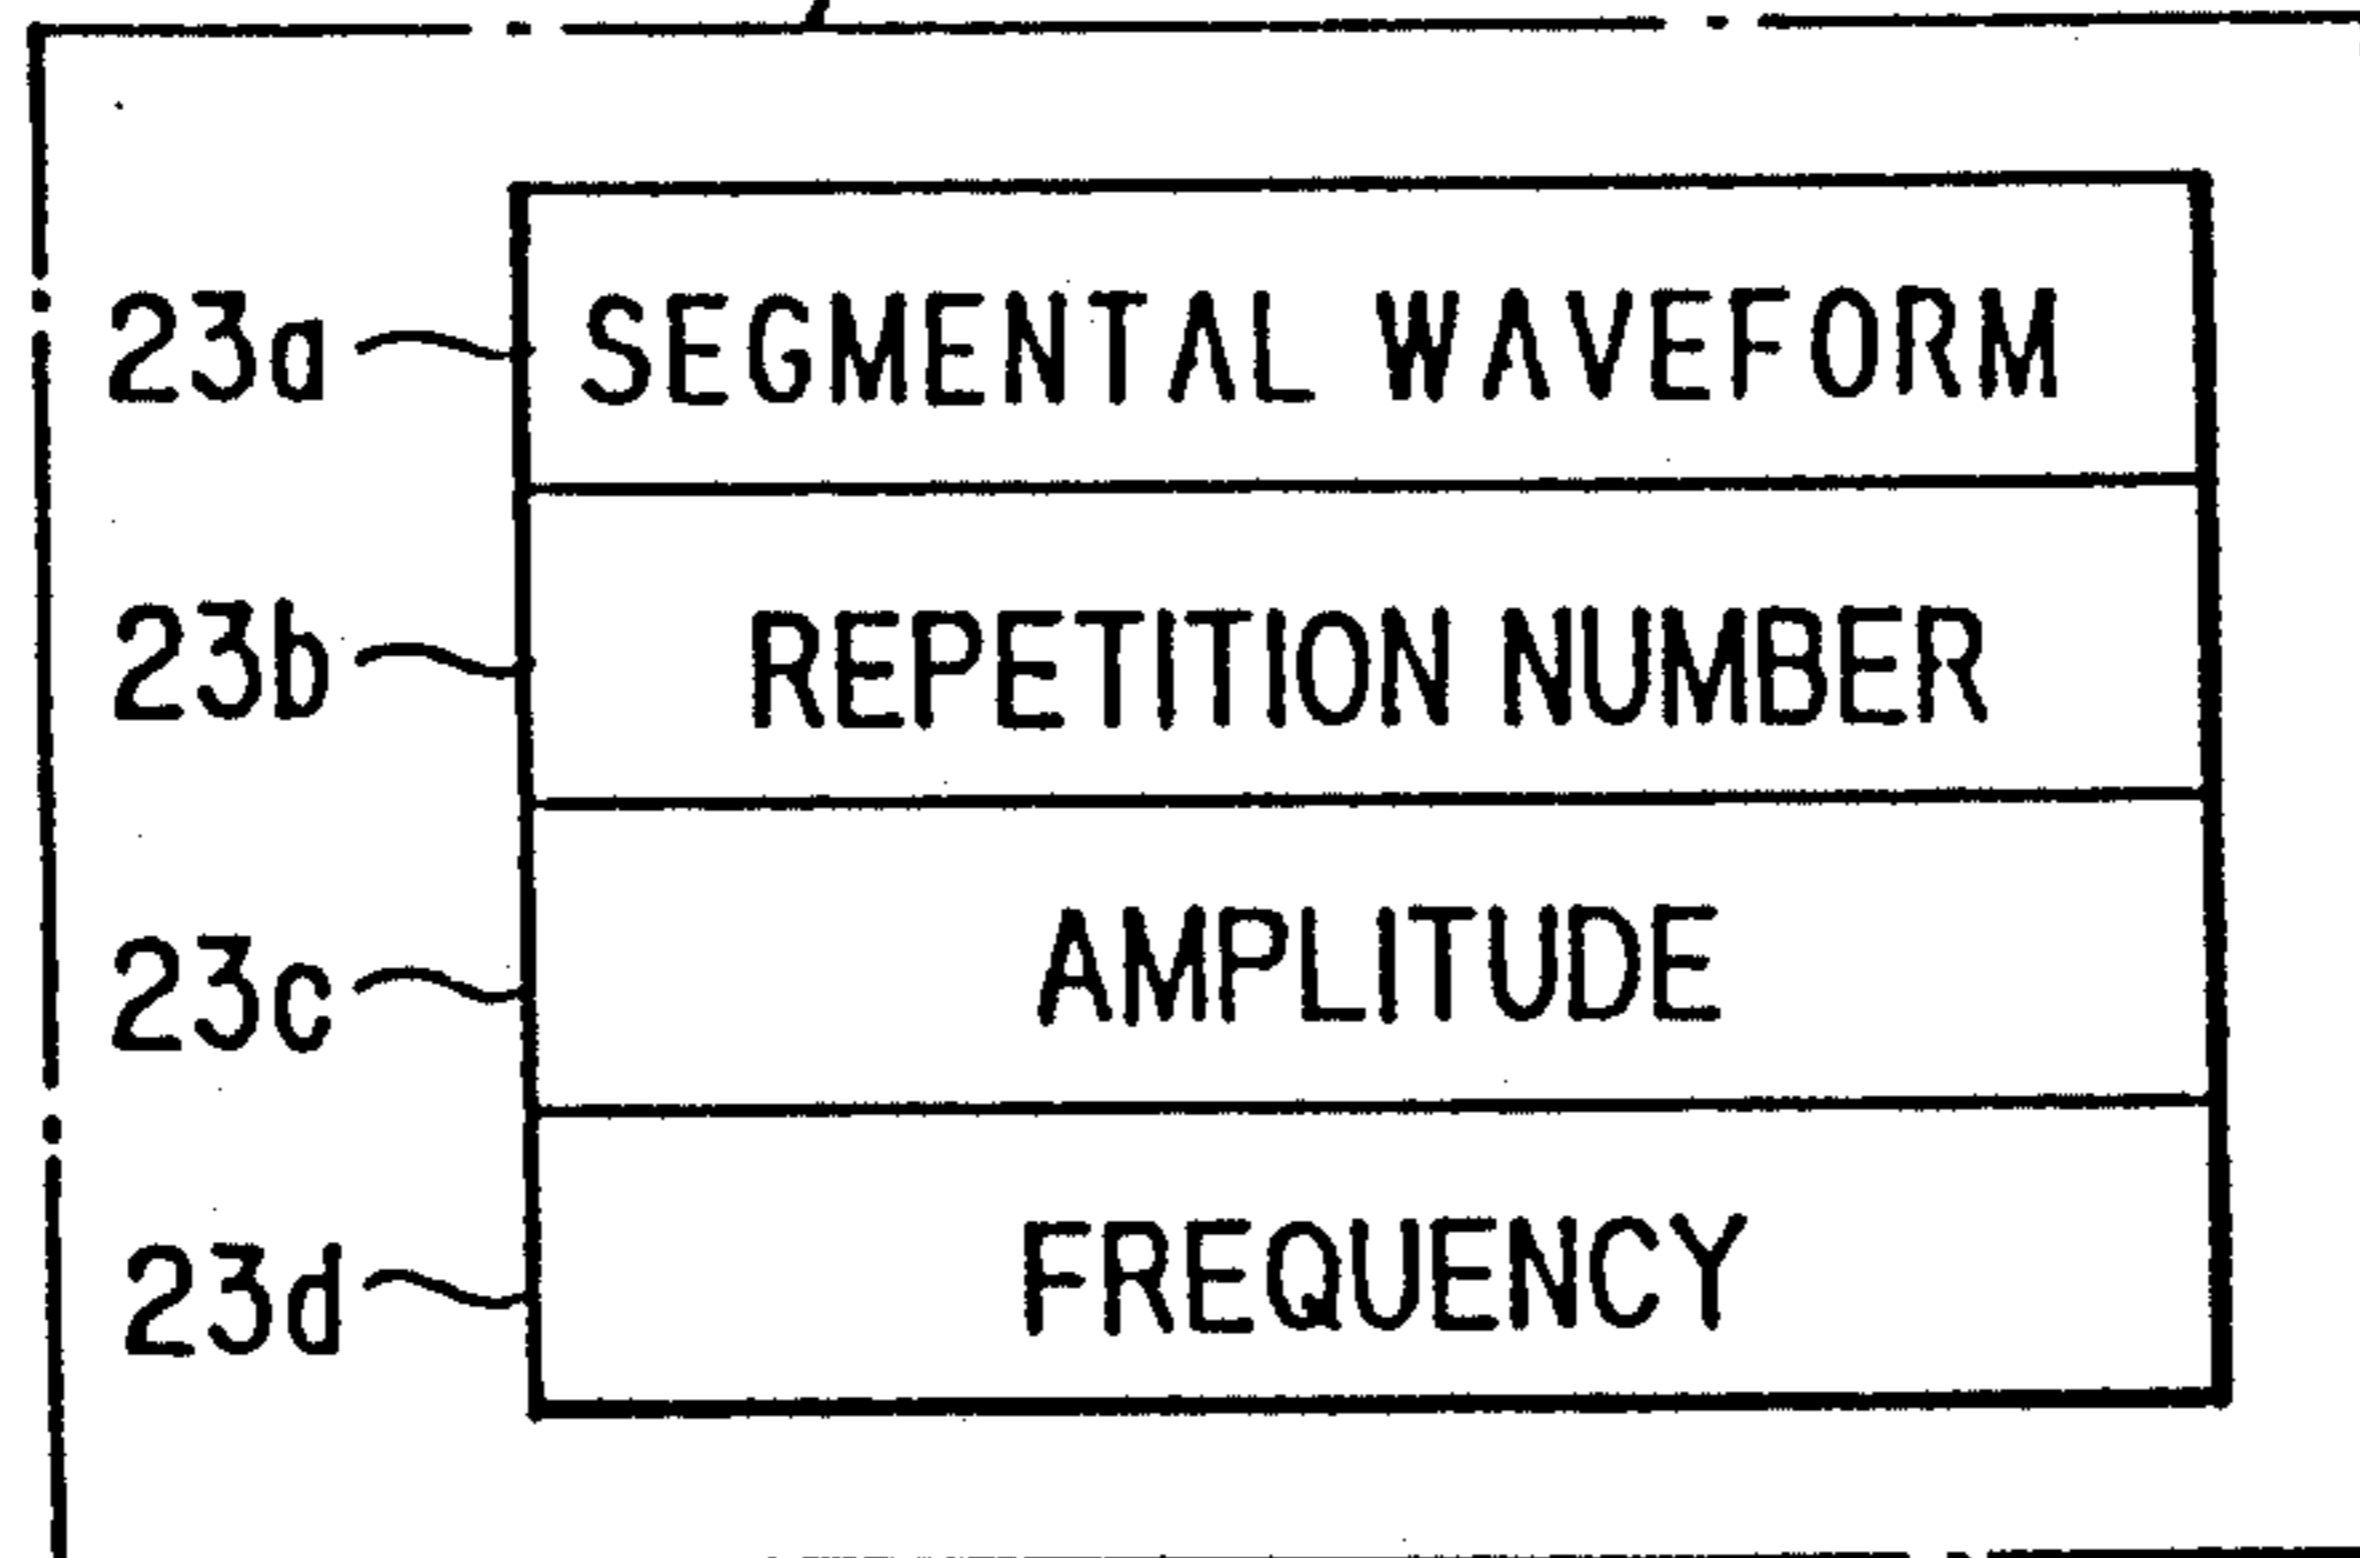 23a SEGMENTAL WAVEFORM
23b REPETITION NUMBER
23c AMPLITUDE
23d FREQUENCY